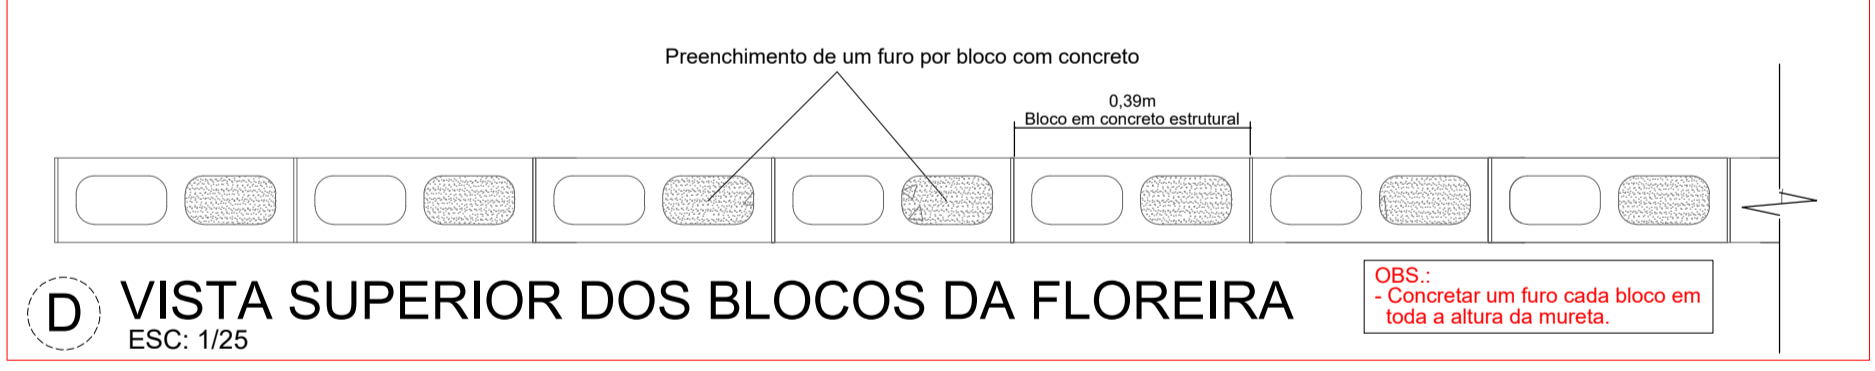 Preenchimento de um furo por bloco com concreto
0,39m
Bloco em concreto estrutural
D
VISTA SUPERIOR DOS BLOCOS DA FLOREIRA
ESC: 1/25
OBS.:
- Concretar um furo cada bloco em
toda a altura da mureta.